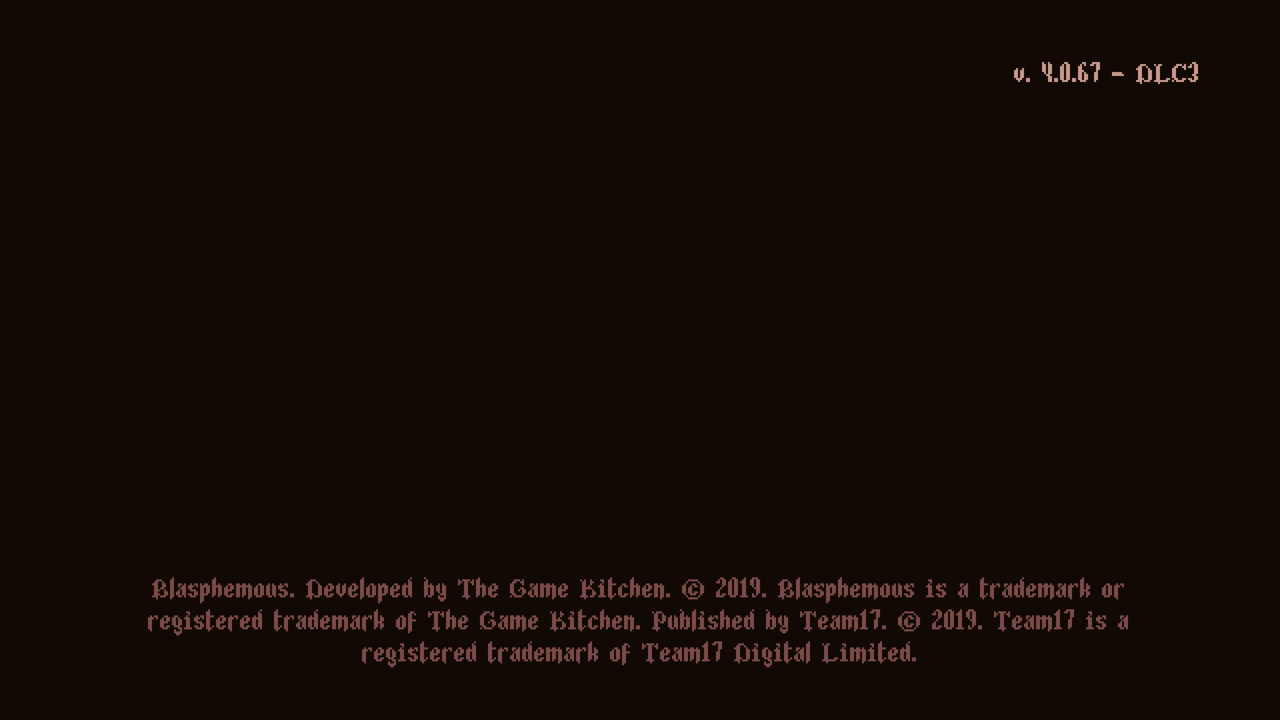 v. 4.0.67 - DLC3
Blasphemous. Developed by The Game Kitchen. © 2019. Blasphemous is a trademark or
registered trademark of The Game Kitchen. Published by Team17. © 2019. Team17 is a
registered trademark of Team17 Digital Limited.